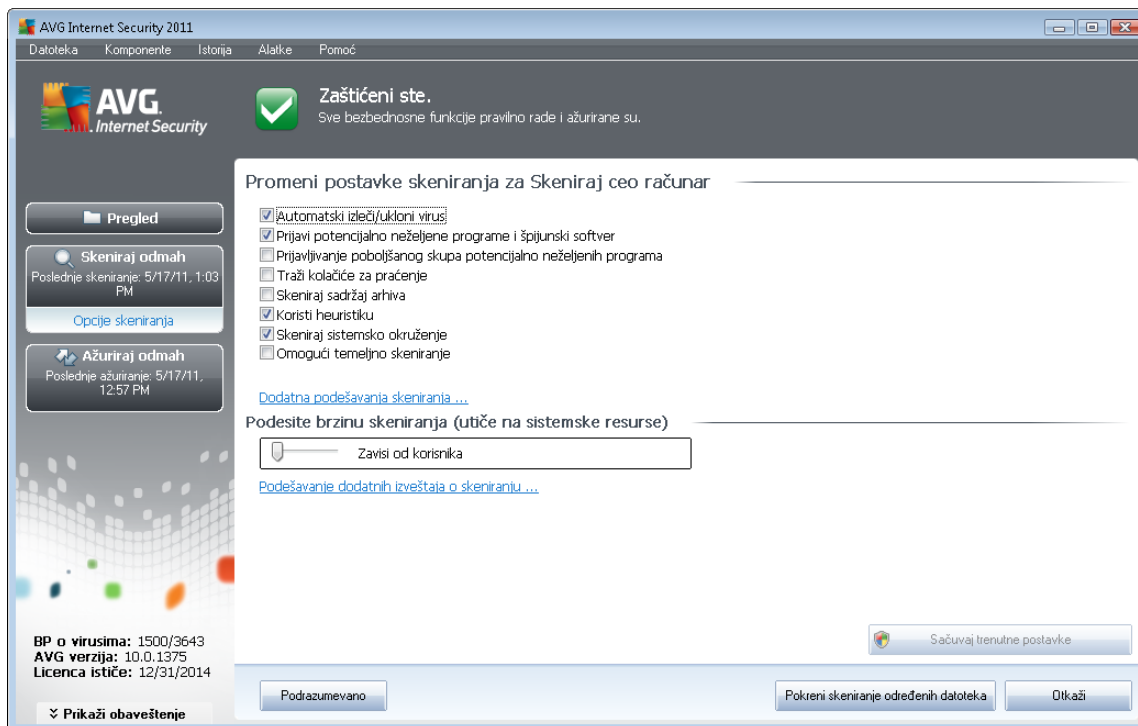 AVG Internet Security 2011
Datoteka Komponente Istorija Alatke Pomoć
AVG.
Internet Security
Zaštićeni ste.
Sve bezbednosne funkcije pravilno rade i ažurirane su.
Pregled
Skeniraj odmah
Poslednje skeniranje: 5/17/11, 1:03
PM
Opcije skeniranja
Ažuriraj odmah
Poslednje ažuriranje: 5/17/11,
12:57 PM
BP o virusima: 1500/3643
AVG verzija: 10.0.1375
Licenca ističe: 12/31/2014
Prikaži obaveštenje
Promeni postavke skeniranja za Skeniraj ceo računar
Automatski izleči/ukloni virus
Prijavi potencijalno neželjene programe i špijunski softver
Prijavljivanje poboljšanog skupa potencijalno neželjenih programa
Traži kolačiće za praćenje
Skeniraj sadržaj arhiva
Koristi heuristiku
Skeniraj sistemsko okruženje
Omogući temeljno skeniranje
Dodatna podešavanja skeniranja ...
Podesite brzinu skeniranja (utiče na sistemske resurse)
Zavisi od korisnika
Podešavanje dodatnih izveštaja o skeniranju ...
Sačuvaj trenutne postavke
Podrazumevano
Pokreni skeniranje određenih datoteka
Otkaži